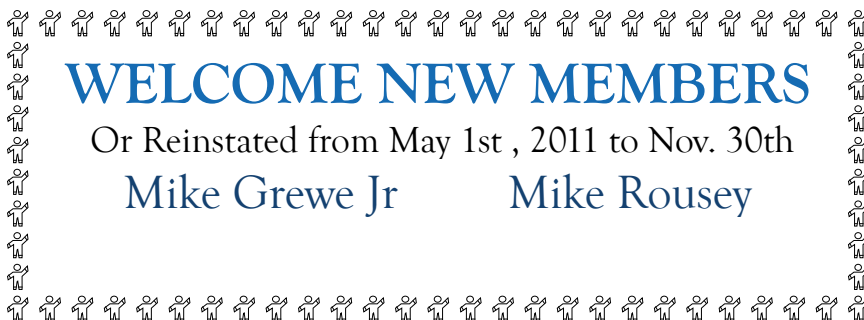 WELCOME NEW MEMBERS
Or Reinstated from May 1st , 2011 to Nov. 30th
Mike Grewe Jr Mike Rousey